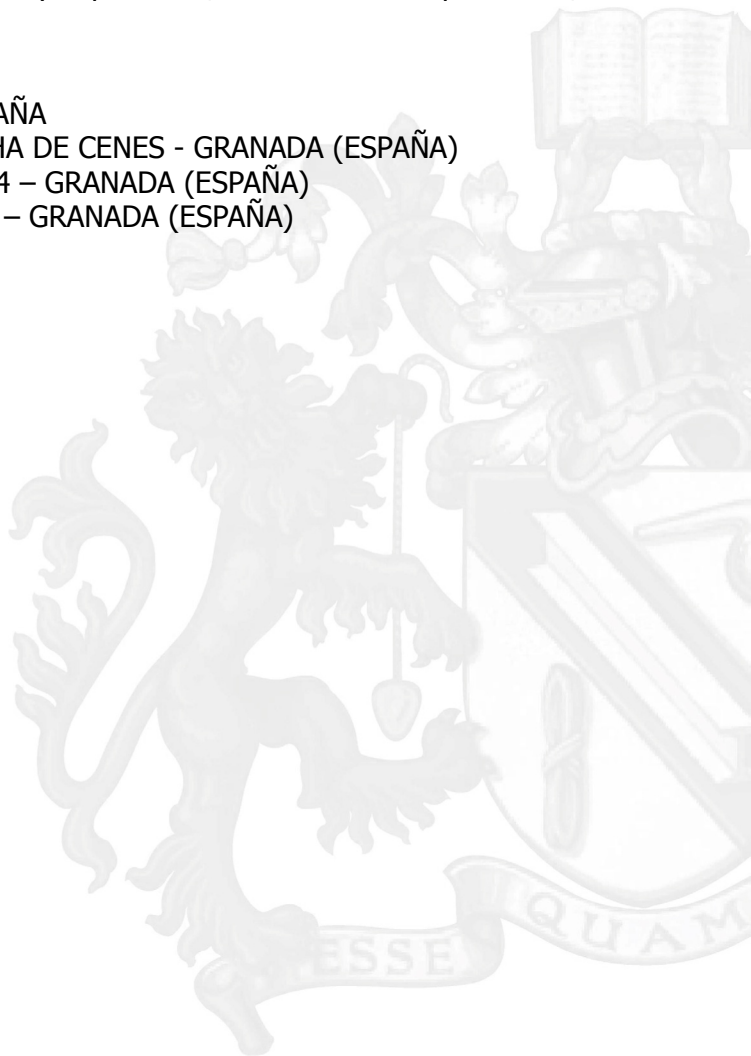 AÑA
HA DE CENES - GRANADA (ESPAÑA)
4 – GRANADA (ESPAÑA)
– GRANADA (ESPAÑA)
ESSE
QUAM